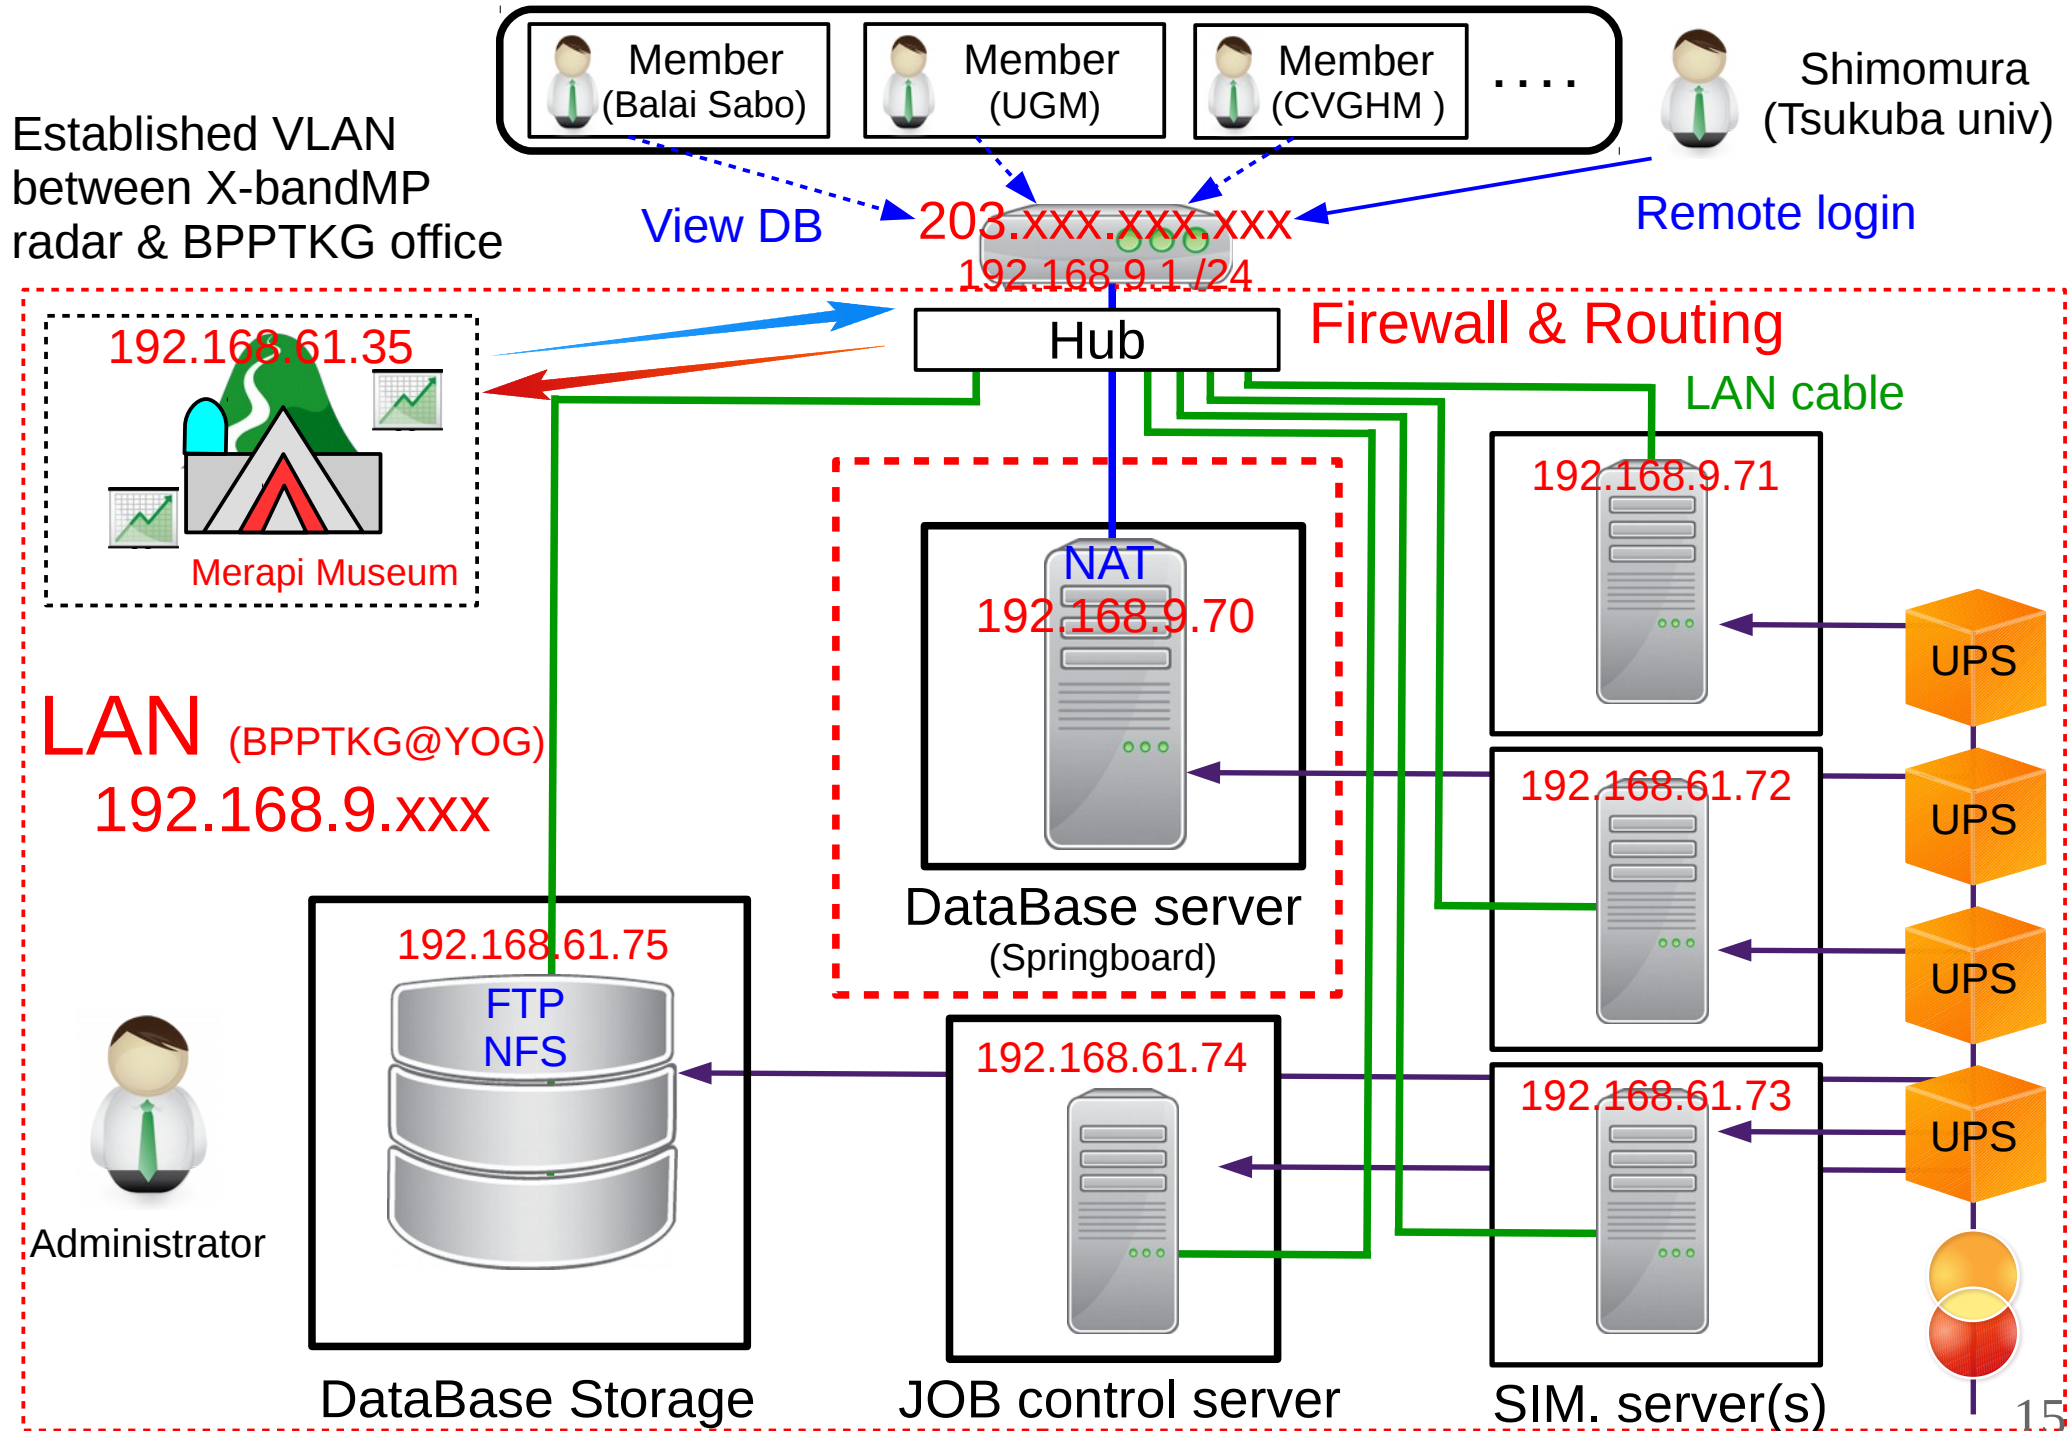 Member
(Balai Sabo)
Member
(UGM)
Member
(CVGHM )
....
Shimomura
(Tsukuba univ)
Established VLAN
between X-bandMP
radar & BPPTKG office
View DB
203.xxx.xxx.xxx
192.168.9.1 /24
Remote login
Hub
Firewall & Routing
LAN cable
192.168.61.35
Merapi Museum
192.168.9.71
NAT
192.168.9.70
DataBase server
(Springboard)
LAN (BPPTKG@YOG)
192.168.9.xxx
192.168.61.72
UPS
UPS
UPS
UPS
192.168.61.75
FTP
NFS
DataBase Storage
Administrator
192.168.61.74
JOB control server
192.168.61.73
SIM. server(s)
15